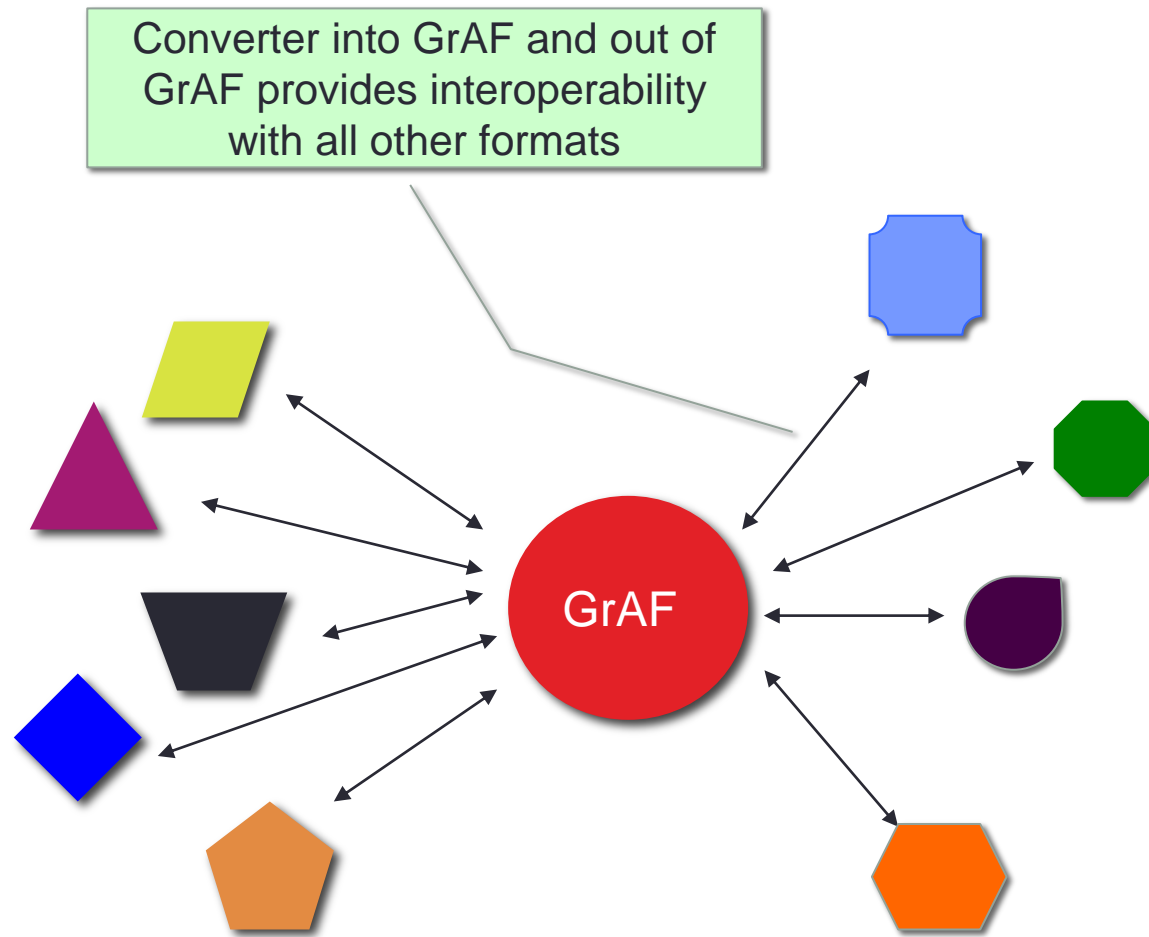 Converter into GrAF and out of
GrAF provides interoperability
with all other formats
GrAF